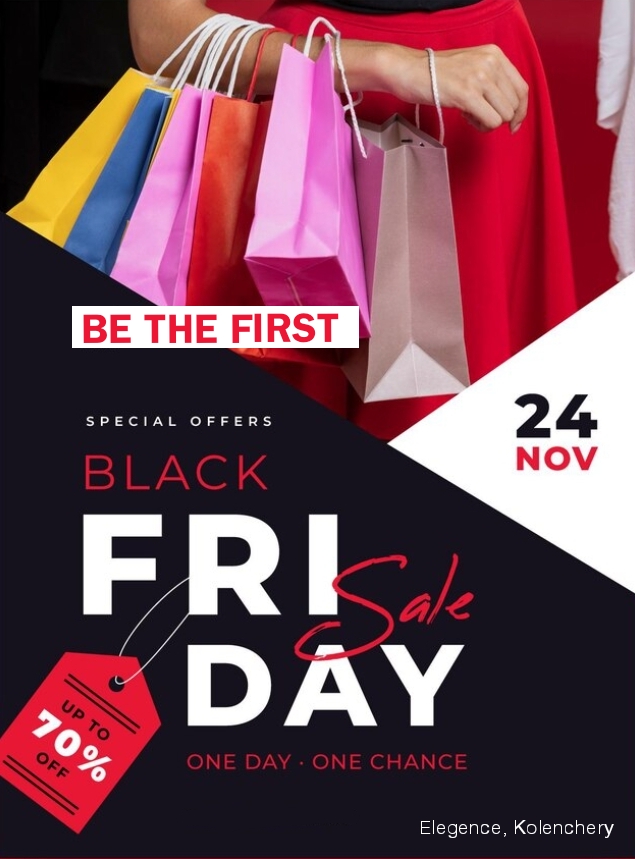 BE THE FIRST
SPECIAL OFFERS
24
NOV
BLACK
FRI
Sale
DAY
UP TO
70%
OFF
ONE DAY · ONE CHANCE
Elegence, Kolenchery